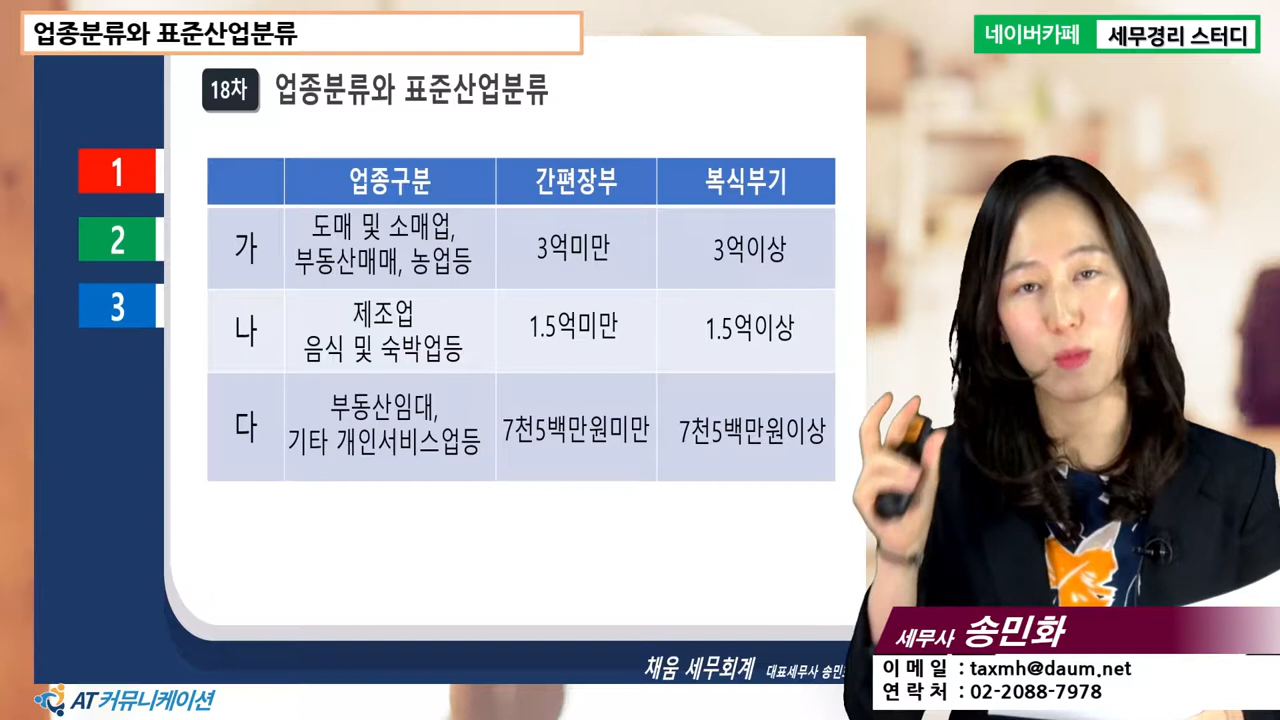 업종분류와 표준산업분류
네이버카페 세무경리 스터디
18차 업종분류와 표준산업분류
1
2
3
업종구분 간편장부 복식부기
가 도매 및 소매업, 부동산매매, 농업등 3억미만 3억이상
나 제조업 음식 및 숙박업등 1.5억미만 1.5억이상
다 부동산임대, 기타 개인서비스업등 7천5백만원미만 7천5백만원이상
채움 세무회계 대표세무사 송민
세무사 송민화
이 메 일 : taxmh@daum.net
연 락 처 : 02-2088-7978
AT커뮤니케이션